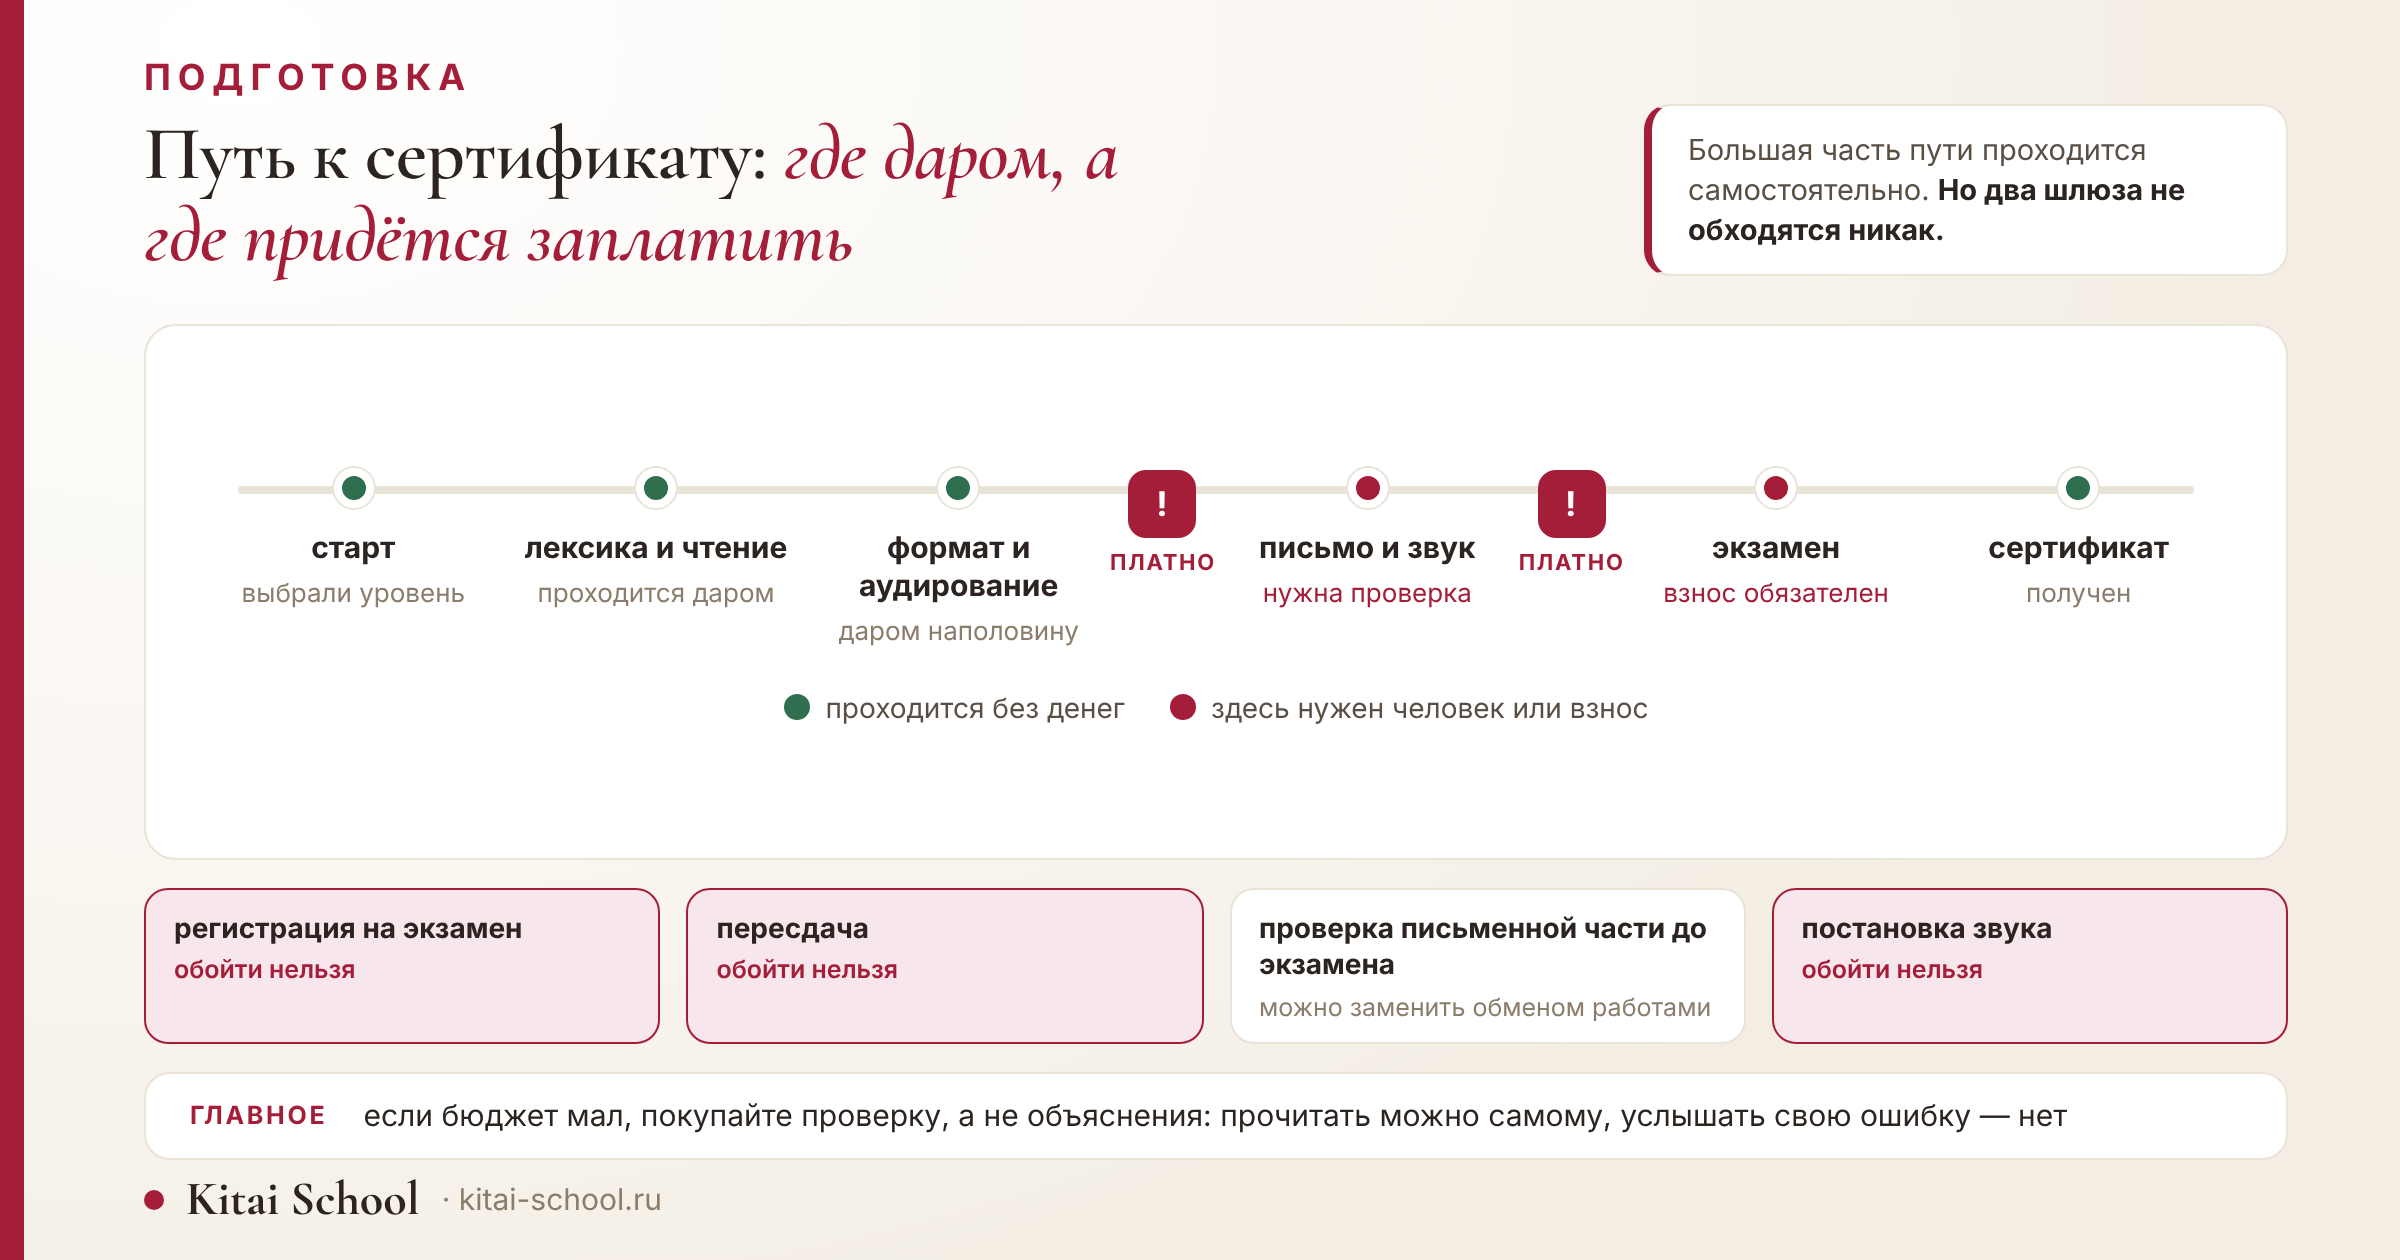 ПОДГОТОВКА
Путь к сертификату: где даром, а
где придётся заплатить
Большая часть пути проходится
самостоятельно. Но два шлюза не
обходятся никак.
старт
выбрали уровень
лексика и чтение
проходится даром
формат и
аудирование
даром наполовину
!
ПЛАТНО
письмо и звук
нужна проверка
!
ПЛАТНО
экзамен
взнос обязателен
сертификат
получен
проходится без денег
здесь нужен человек или взнос
регистрация на экзамен
обойти нельзя
пересдача
обойти нельзя
проверка письменной части до
экзамена
можно заменить обменом работами
постановка звука
обойти нельзя
ГЛАВНОЕ если бюджет мал, покупайте проверку, а не объяснения: прочитать можно самому, услышать свою ошибку — нет
Kitai School · kitai-school.ru